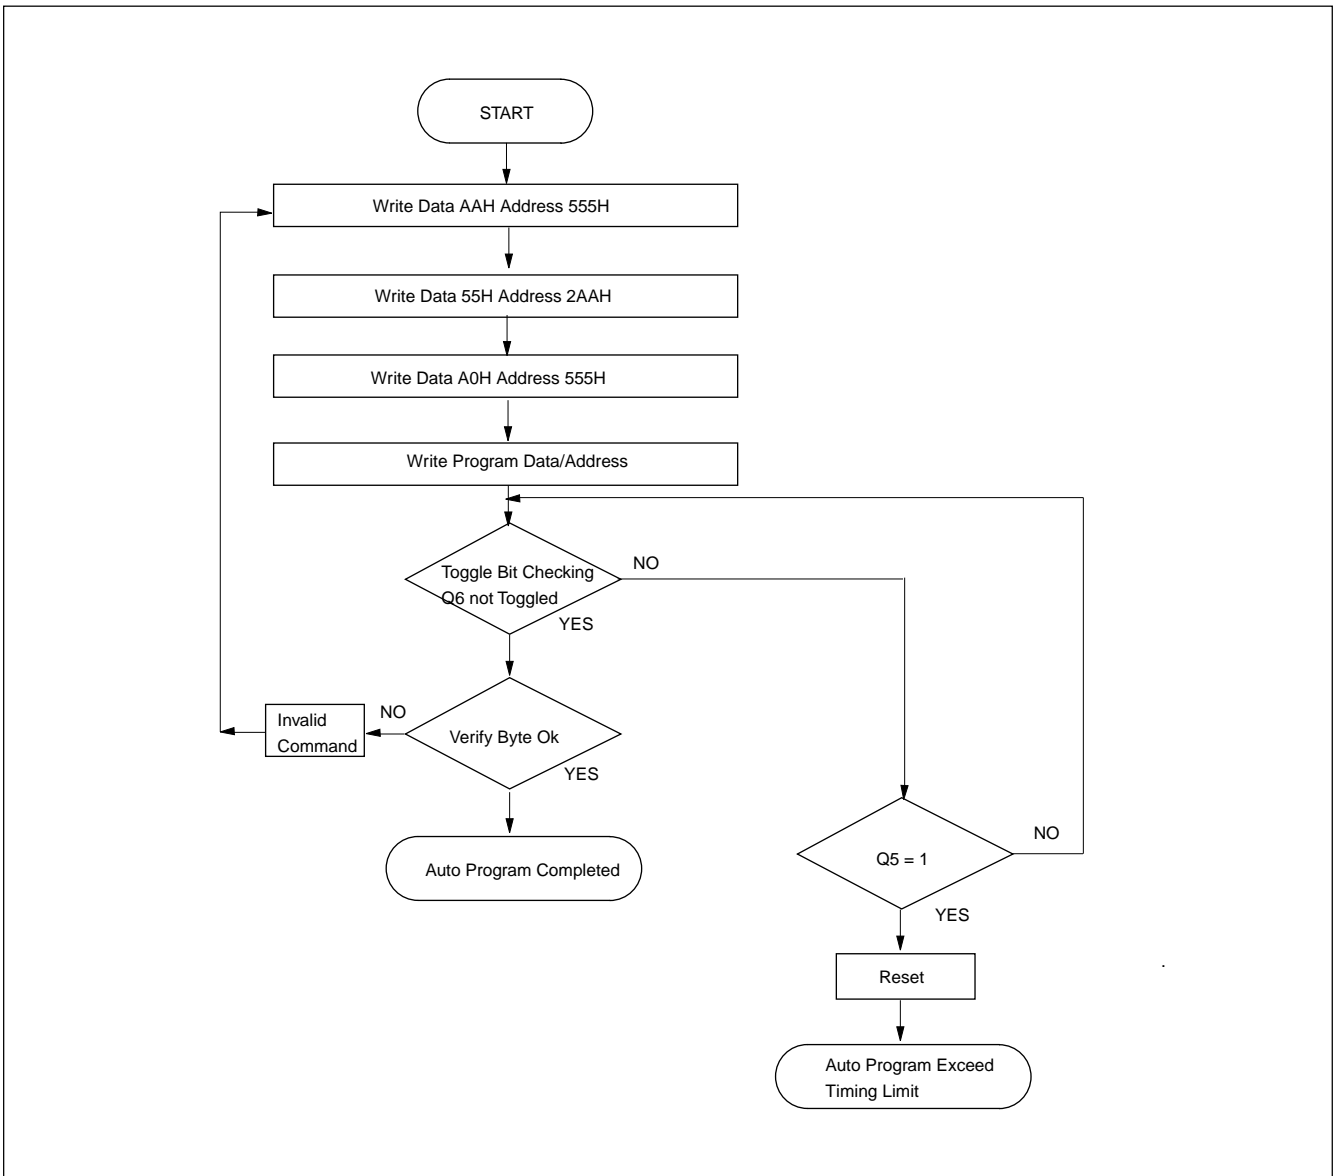 START
Write Data AAH Address 555H
Write Data 55H Address 2AAH
Write Data A0H Address 555H
Write Program Data/Address
Toggle Bit Checking
Q6 not Toggled
NO
YES
Invalid
Command
NO
Verify Byte Ok
YES
Auto Program Completed
Q5 = 1
NO
YES
Reset
.
Auto Program Exceed
Timing Limit